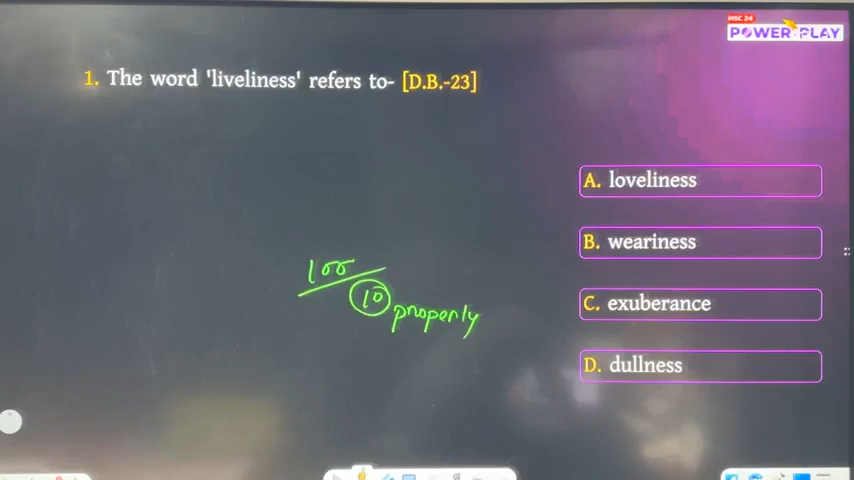 HSC 24
POWER PLAY
1. The word 'liveliness' refers to- [D.B.-23]
A. loveliness
B. weariness
C. exuberance
D. dullness
100
10 properly